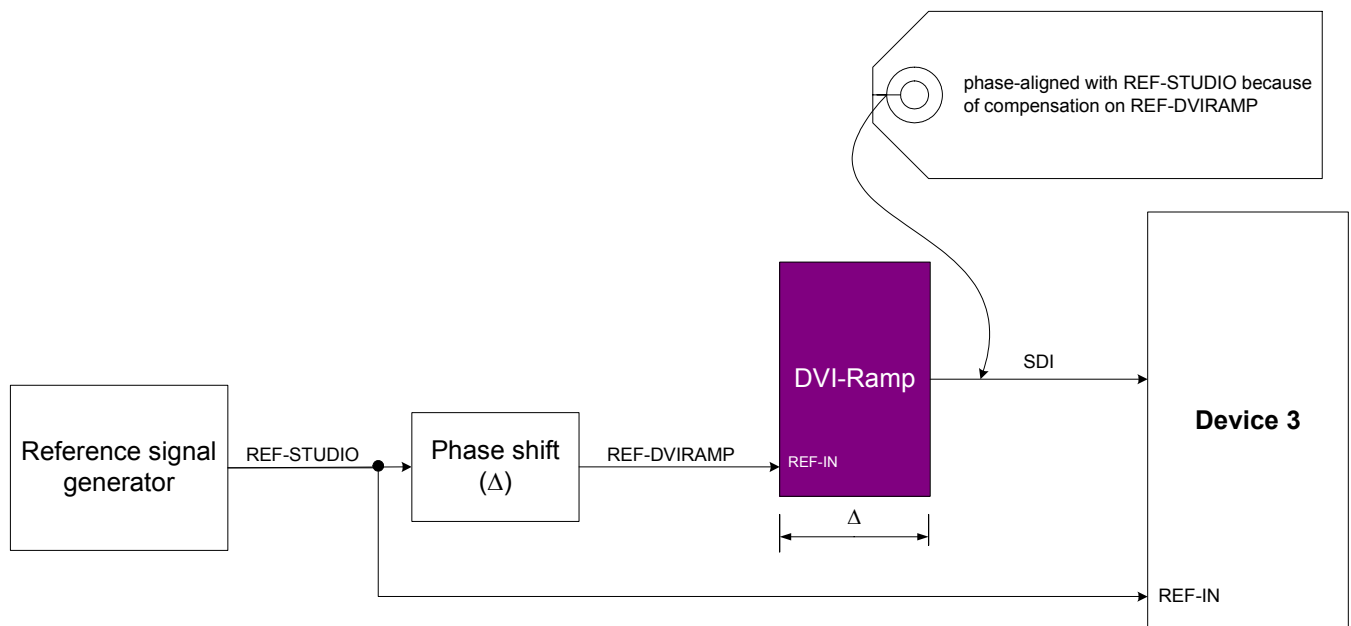 phase-aligned with REF-STUDIO because
of compensation on REF-DVIRAMP
DVI-Ramp
REF-IN
Δ
SDI
Device 3
REF-IN
Reference signal
generator
REF-STUDIO
Phase shift
(Δ)
REF-DVIRAMP